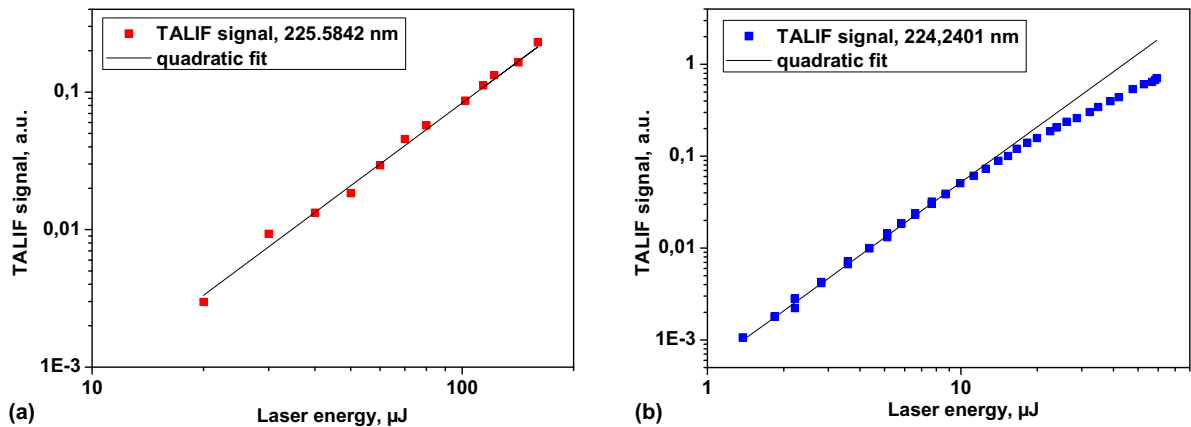 TALIF signal, 225.5842 nm
quadratic fit
0,1
0,01
1E-3
10
100
TALIF signal, a.u.
Laser energy, µJ
(a)
TALIF signal, 224,2401 nm
quadratic fit
1
0,1
0,01
1E-3
1
10
TALIF signal, a.u.
Laser energy, µJ
(b)